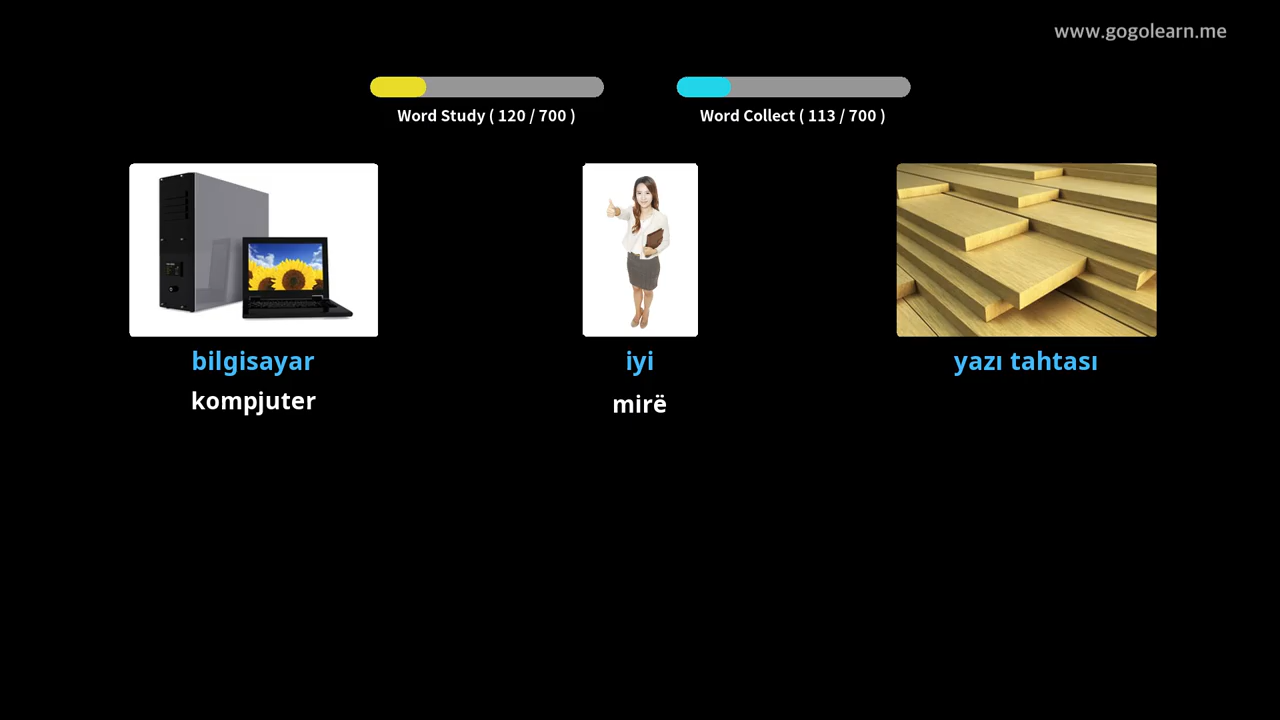 www.gogolearn.me
Word Study ( 120 / 700 )
Word Collect ( 113 / 700 )
bilgisayar
kompjuter
iyi
mirë
yazı tahtası